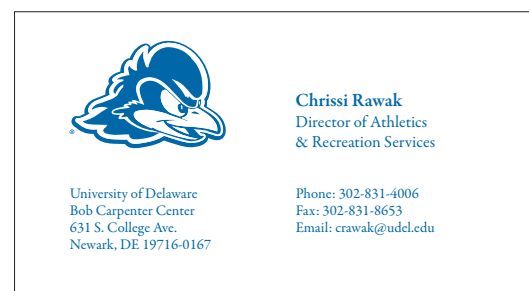 Chrissi Rawak
Director of Athletics
& Recreation Services
University of Delaware
Bob Carpenter Center
631 S. College Ave.
Newark, DE 19716-0167
Phone: 302-831-4006
Fax: 302-831-8653
Email: crawak@udel.edu